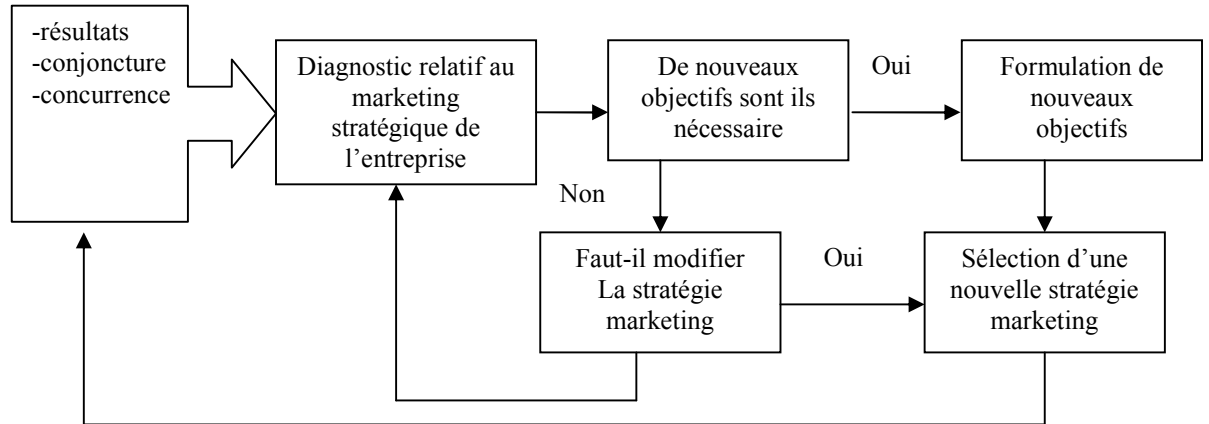 -résultats
-conjoncture
-concurrence
Diagnostic relatif au
marketing
stratégique de
l’entreprise
De nouveaux
objectifs sont ils
nécessaire
Oui
Formulation de
nouveaux
objectifs
Non
Faut-il modifier
La stratégie
marketing
Oui
Sélection d’une
nouvelle stratégie
marketing